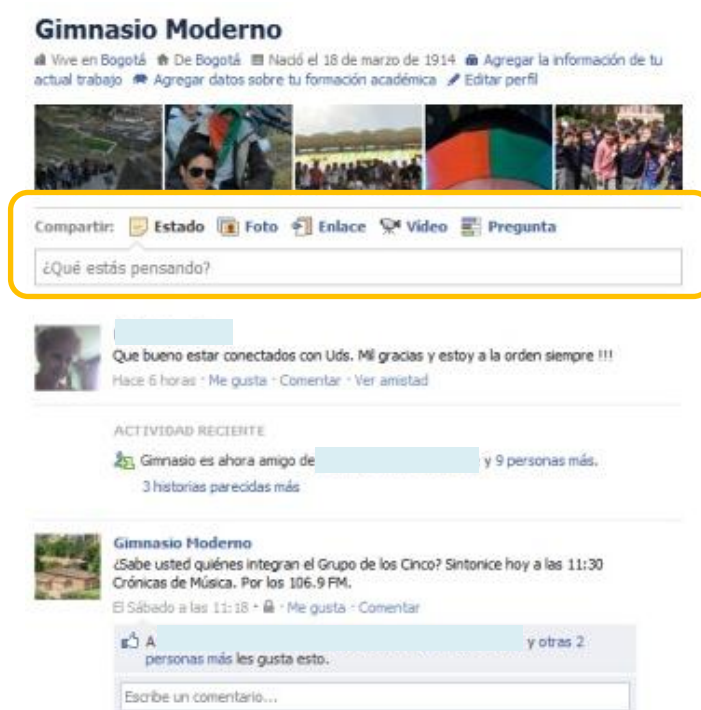 Gimnasio Moderno
Vive en Bogotá De Bogotá Nació el 18 de marzo de 1914 Agregar la información de tu
actual trabajo Agregar datos sobre tu formación académica Editar perfil
Compartir: Estado Foto Enlace Video Pregunta
¿Qué estás pensando?
Que bueno estar conectados con Uds. Mil gracias y estoy a la orden siempre !!!
Hace 6 horas · Me gusta · Comentar · Ver amistad
ACTIVIDAD RECIENTE
Gimnasio es ahora amigo de y 9 personas más.
3 historias parecidas más
Gimnasio Moderno
¿Sabe usted quiénes integran el Grupo de los Cinco? Sintonice hoy a las 11:30
Crónicas de Música. Por los 106.9 FM.
El Sábado a las 11:18 · Me gusta · Comentar
A y otras 2
personas más les gusta esto.
Escribe un comentario...